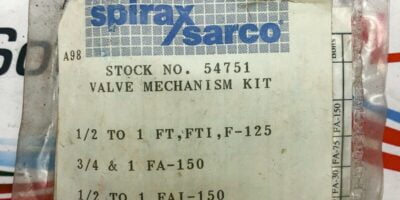 spirax
sarco®
A98
STOCK NO. 54751
VALVE MECHANISM KIT
1/2 TO 1 FT,FTI,F-125
3/4 & 1 FA-150
1/2 TO 1 FAI-150
FA-30 FA-75 FA-150